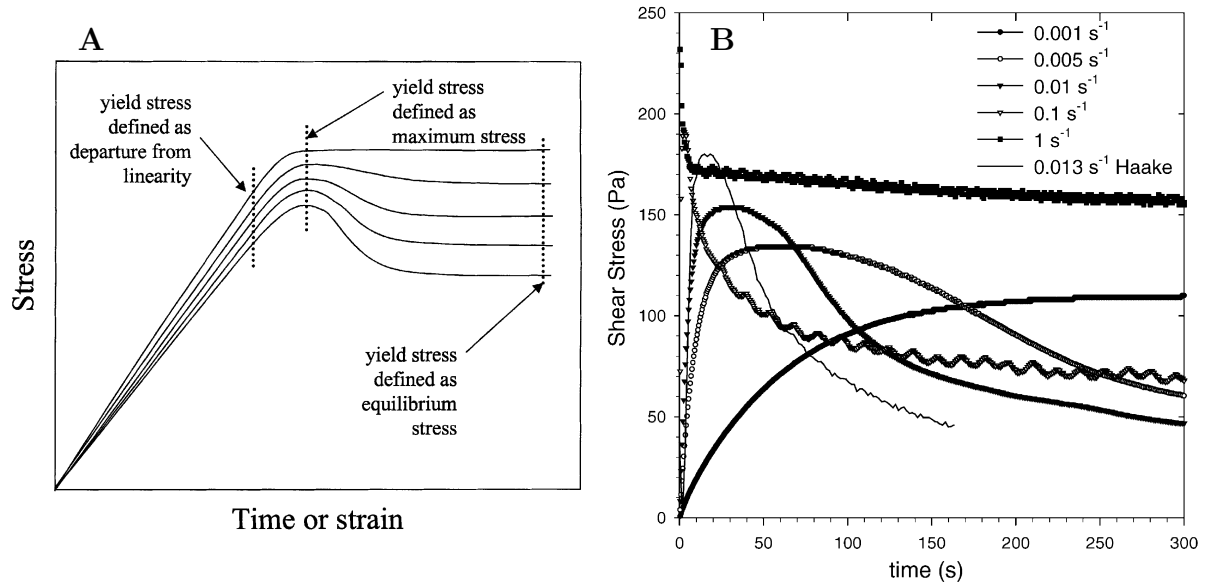 A
yield stress
defined as
departure from
linearity
yield stress
defined as
maximum stress
yield stress
defined as
equilibrium
stress
Stress
Time or strain
B
250
200
150
100
50
0
Shear Stress (Pa)
0.001 s⁻¹
0.005 s⁻¹
0.01 s⁻¹
0.1 s⁻¹
1 s⁻¹
0.013 s⁻¹ Haake
0 50 100 150 200 250 300
time (s)